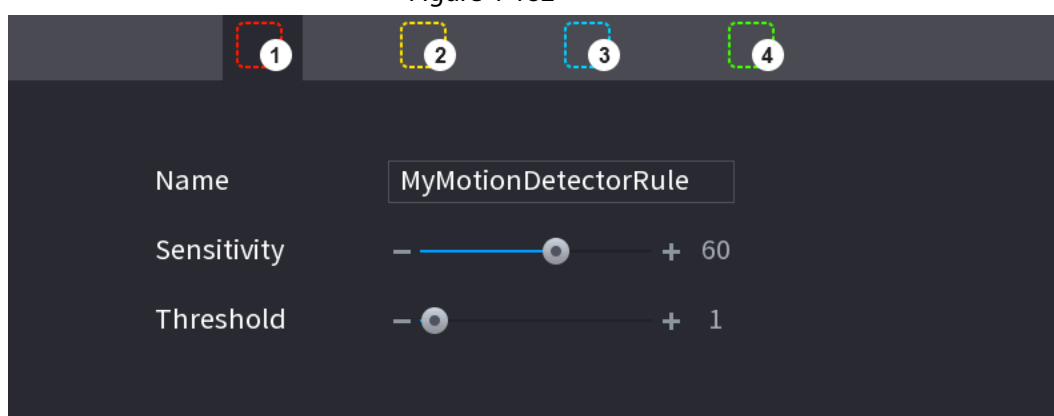 1 2 3 4
Name MyMotionDetectorRule
Sensitivity − + 60
Threshold − + 1